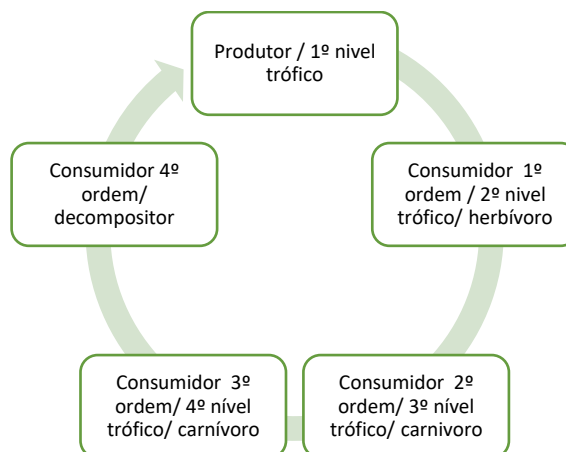 Produtor / 1º nivel
trófico
Consumidor 1º
ordem / 2º nivel
trófico/ herbívoro
Consumidor 2º
ordem/ 3º nível
trófico/ carnivoro
Consumidor 3º
ordem/ 4º nível
trófico/ carnívoro
Consumidor 4º
ordem/
decompositor